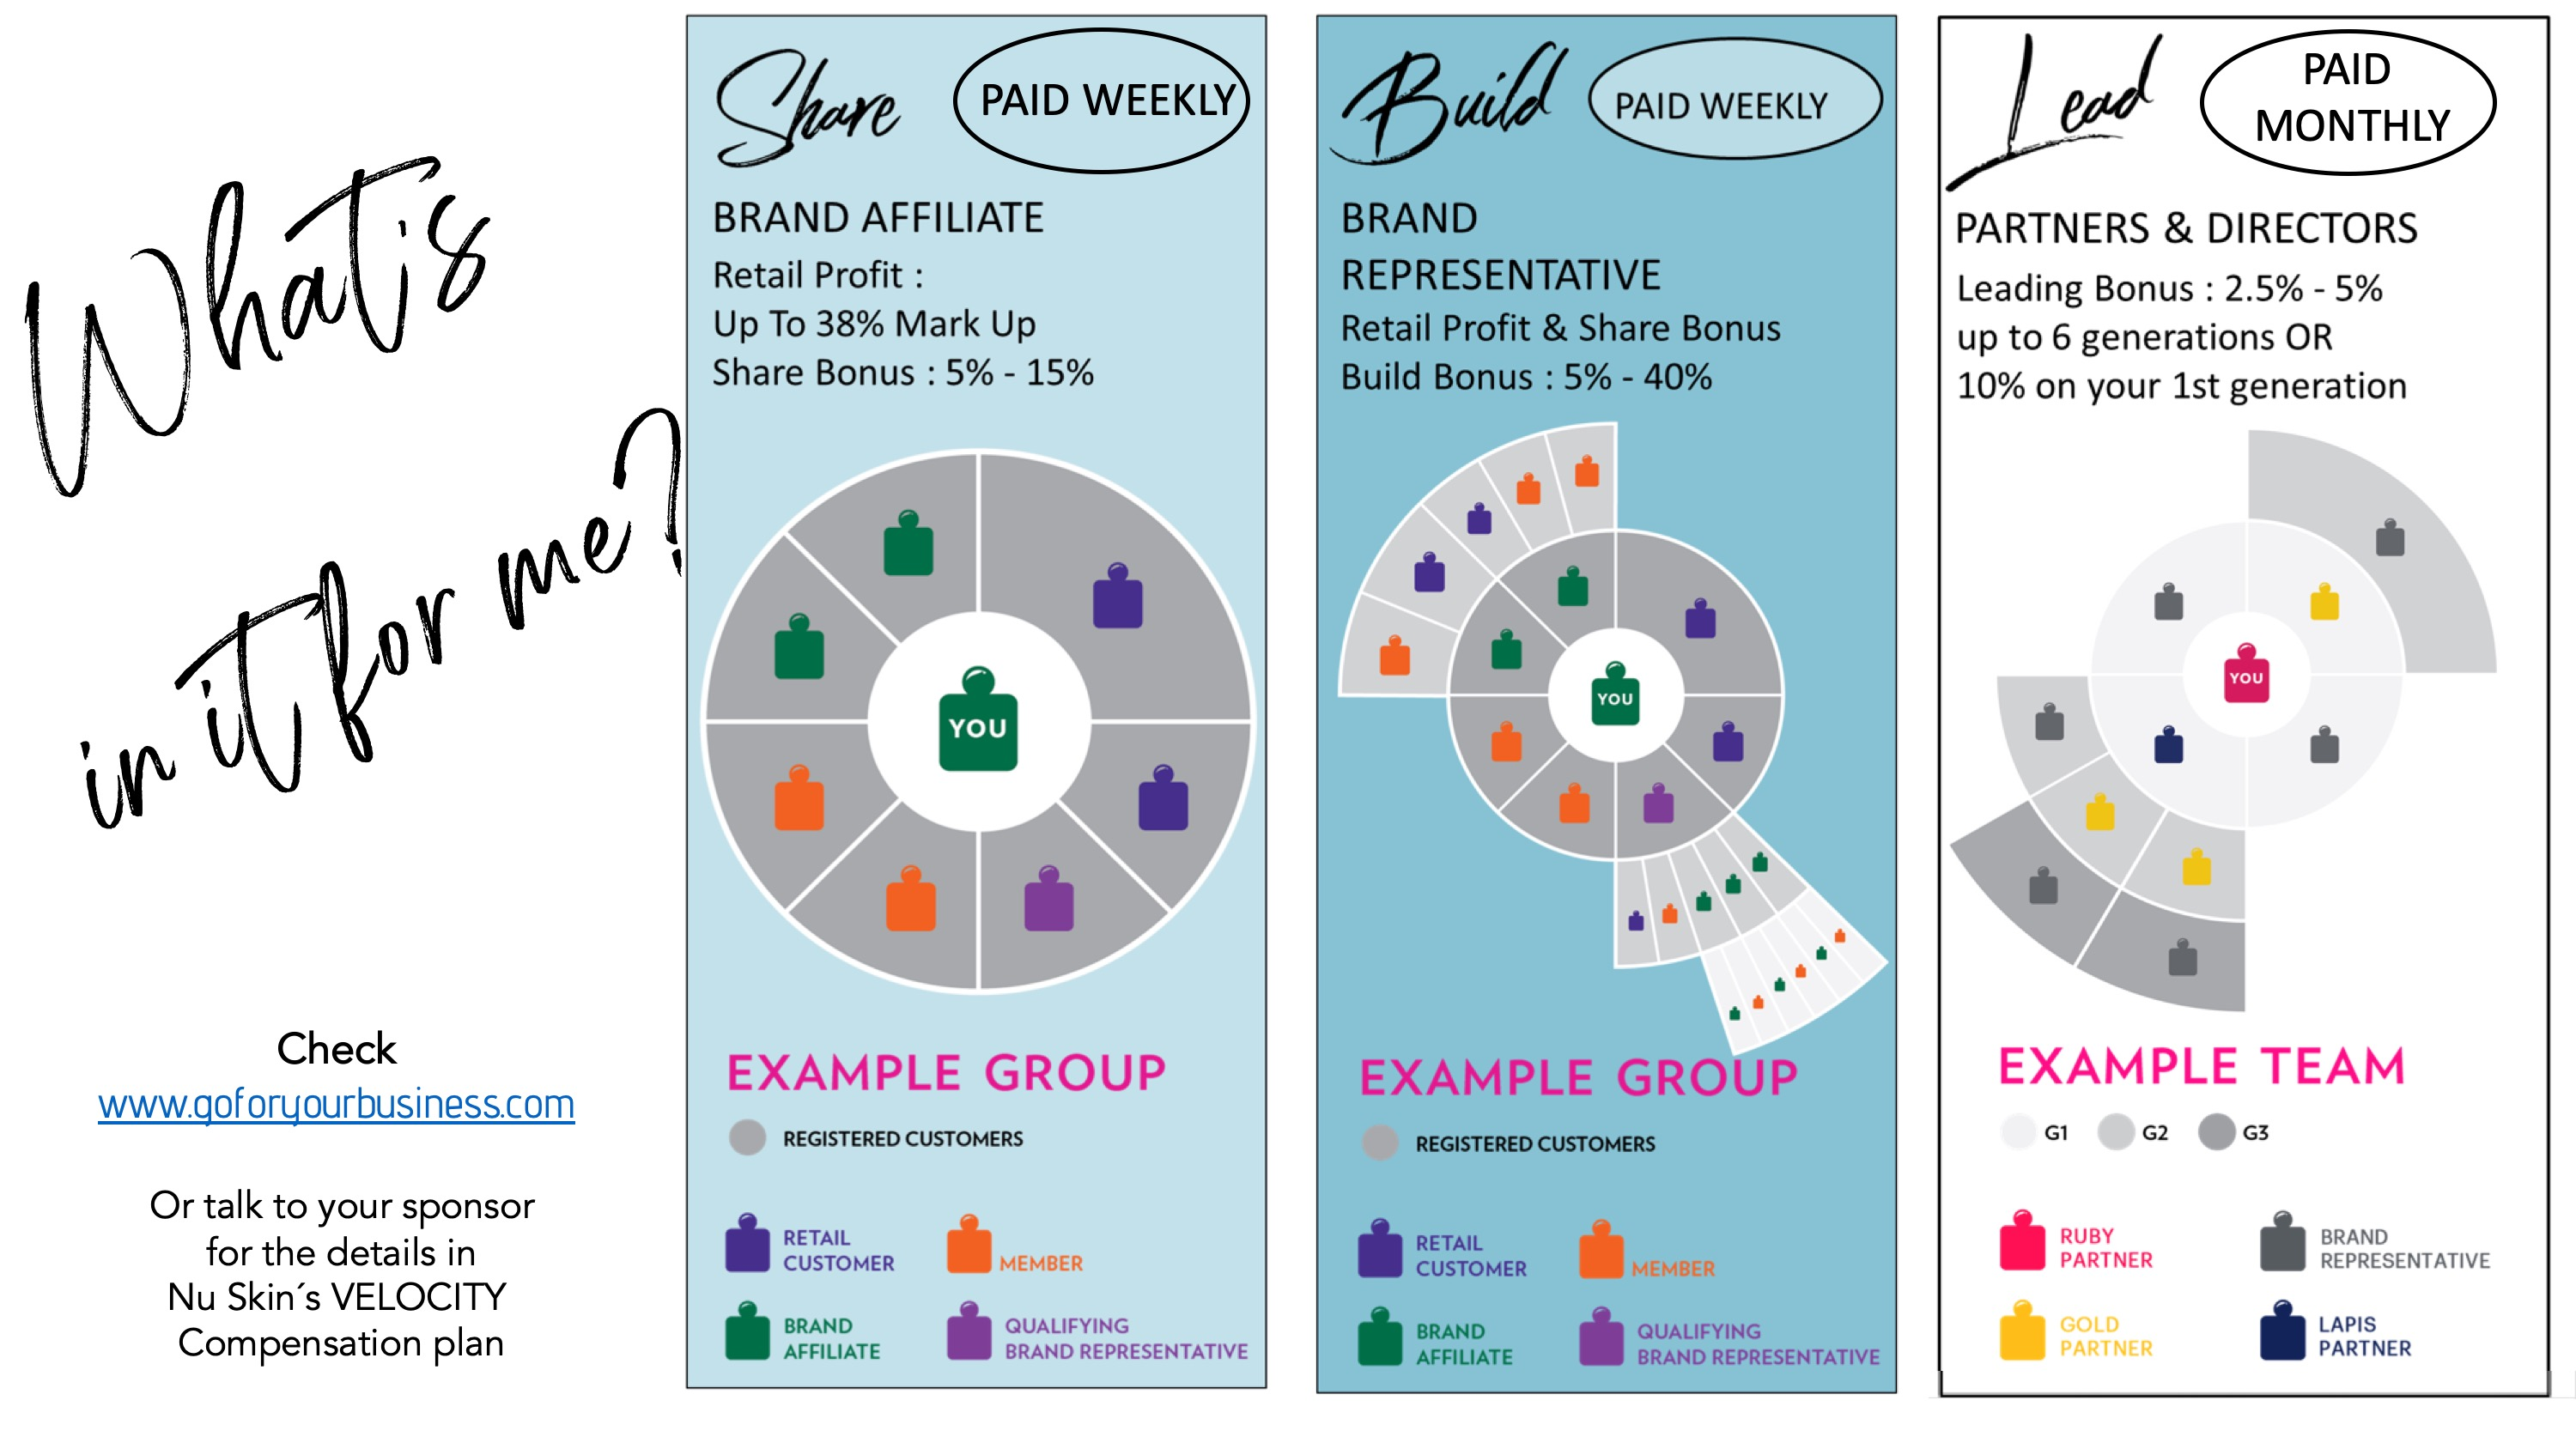 What's
in it for me?
Check
www.goforyourbusiness.com
Or talk to your sponsor
for the details in
Nu Skin´s VELOCITY
Compensation plan
Share
PAID WEEKLY
BRAND AFFILIATE
Retail Profit :
Up To 38% Mark Up
Share Bonus : 5% - 15%
YOU
EXAMPLE GROUP
REGISTERED CUSTOMERS
RETAIL
CUSTOMER
MEMBER
BRAND
AFFILIATE
QUALIFYING
BRAND REPRESENTATIVE
Build
PAID WEEKLY
BRAND
REPRESENTATIVE
Retail Profit & Share Bonus
Build Bonus : 5% - 40%
YOU
EXAMPLE GROUP
REGISTERED CUSTOMERS
RETAIL
CUSTOMER
MEMBER
BRAND
AFFILIATE
QUALIFYING
BRAND REPRESENTATIVE
Lead
PAID
MONTHLY
PARTNERS & DIRECTORS
Leading Bonus : 2.5% - 5%
up to 6 generations OR
10% on your 1st generation
YOU
EXAMPLE TEAM
G1 G2 G3
RUBY
PARTNER
BRAND
REPRESENTATIVE
GOLD
PARTNER
LAPIS
PARTNER